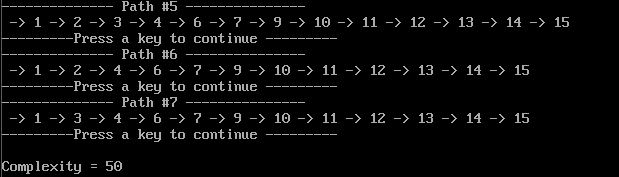 -------------- Path #5 ---------------
-> 1 -> 2 -> 3 -> 4 -> 6 -> 7 -> 9 -> 10 -> 11 -> 12 -> 13 -> 14 -> 15
---------Press a key to continue ---------
-------------- Path #6 ---------------
-> 1 -> 2 -> 4 -> 6 -> 7 -> 9 -> 10 -> 11 -> 12 -> 13 -> 14 -> 15
---------Press a key to continue ---------
-------------- Path #7 ---------------
-> 1 -> 3 -> 4 -> 6 -> 7 -> 9 -> 10 -> 11 -> 12 -> 13 -> 14 -> 15
---------Press a key to continue ---------
Complexity = 50